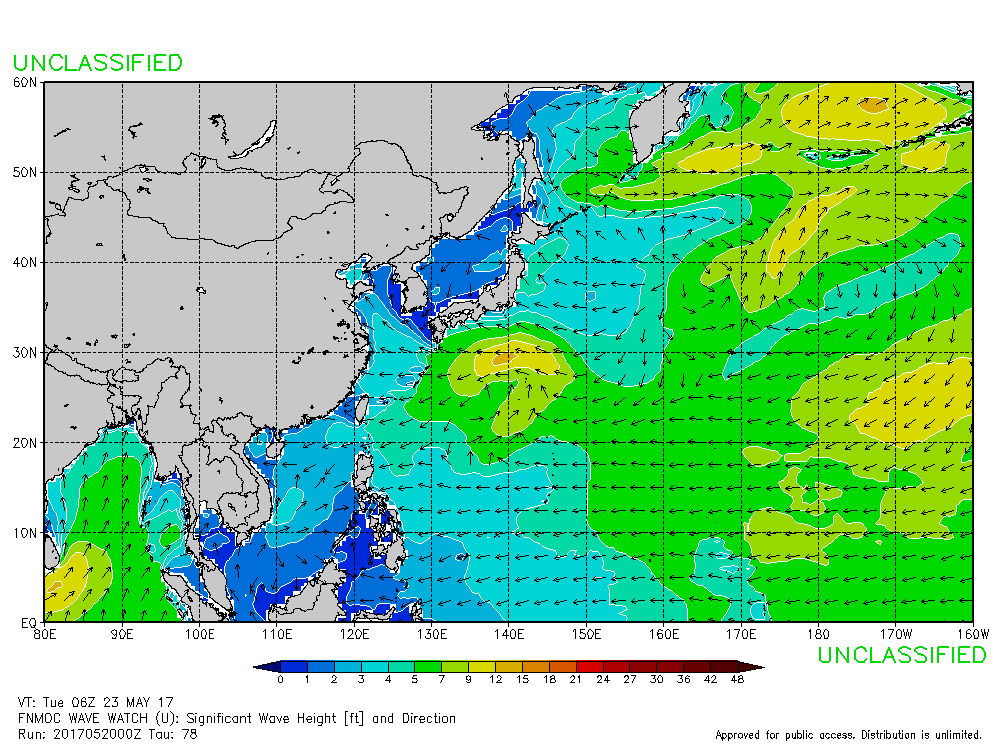 UNCLASSIFIED
60N
50N
40N
30N
20N
10N
EQ
80E 90E 100E 110E 120E 130E 140E 150E 160E 170E 180 170W 160W
UNCLASSIFIED
0 1 2 3 4 5 7 9 12 15 18 21 24 27 30 36 42 48
VT: Tue 06Z 23 MAY 17
FNMOC WAVE WATCH (U): Significant Wave Height [ft] and Direction
Run: 2017052000Z Tau: 78
Approved for public access. Distribution is unlimited.